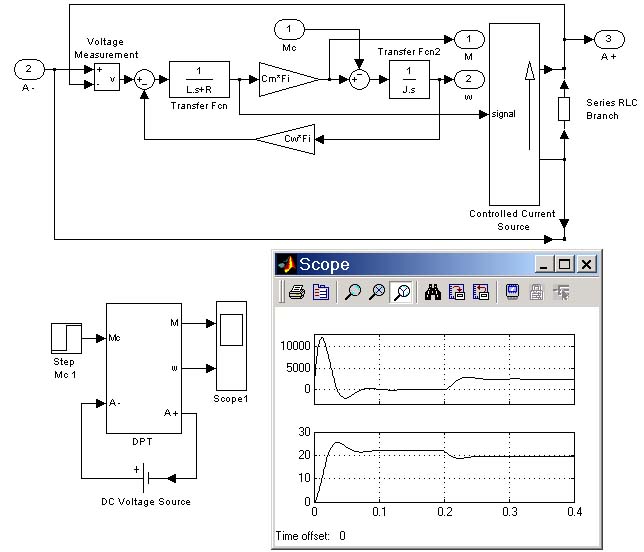 1
Mc
Voltage
Measurement
2
A -
+
-
v
1
L.s+R
Transfer Fcn
Cm*Fi
Transfer Fcn2
1
J.s
1
M
2
w
3
A +
Cw*Fi
signal
Series RLC
Branch
Controlled Current
Source
Step
Mc 1
Mc
M
w
A -
A+
DPT
Scope1
+
DC Voltage Source
Scope
10000
5000
0
30
20
10
0
0
0.1
0.2
0.3
0.4
Time offset: 0